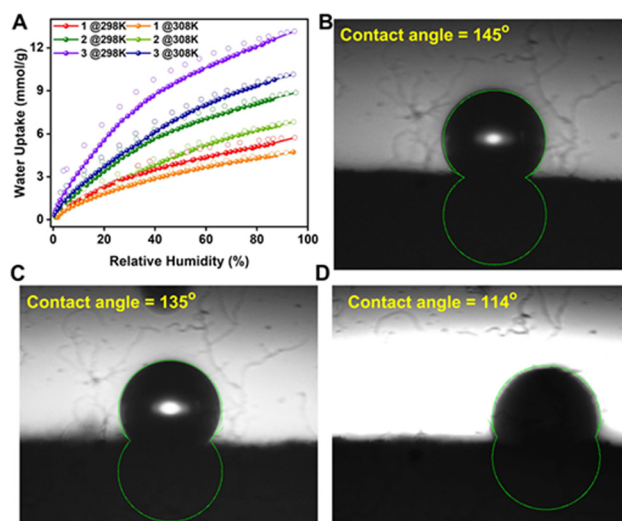 A
1 @298K 1 @308K
2 @298K 2 @308K
3 @298K 3 @308K
Water Uptake (mmol/g)
12
9
6
3
0
0 20 40 60 80 100
Relative Humidity (%)
B
Contact angle = 145°
C
Contact angle = 135°
D
Contact angle = 114°